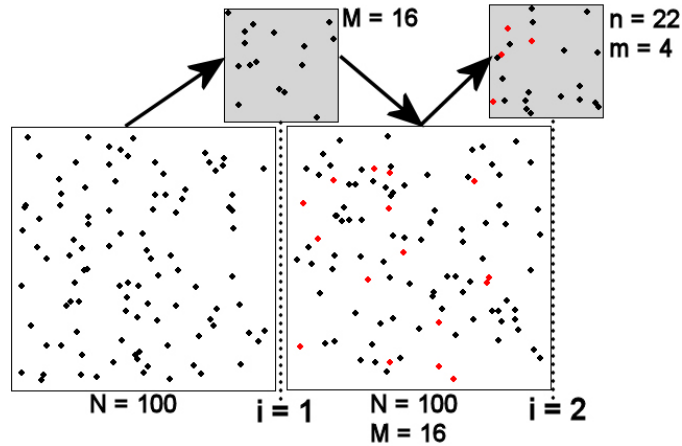 M = 16
n = 22
m = 4
N = 100
i = 1
N = 100
M = 16
i = 2